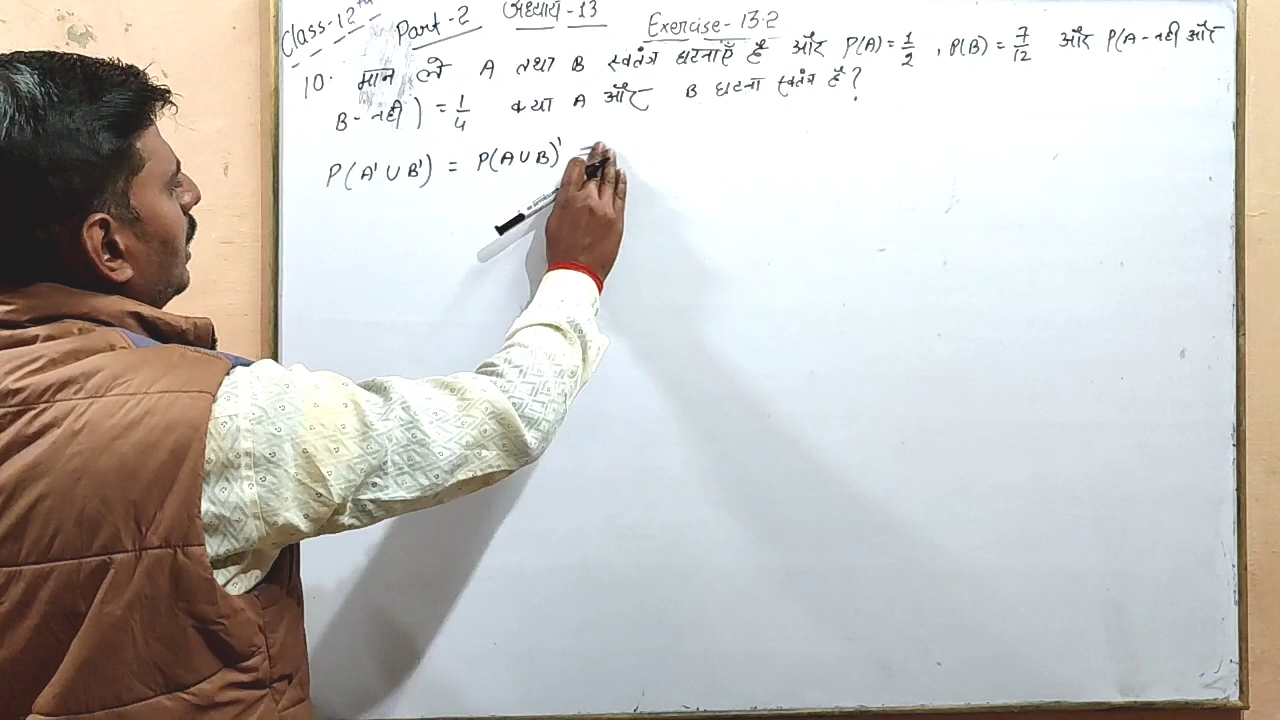 Class-12th Part-2 अध्याय-13 Exercise-13.2
10. मान लें A तथा B स्वतंत्र घटनाएँ हैं और P(A)=1/2 , P(B)=7/12 और P(A-नहीं और
B-नहीं) = 1/4 क्या A और B घटना स्वतंत्र हैं?
P(A' ∪ B') = P(A∪B)' =